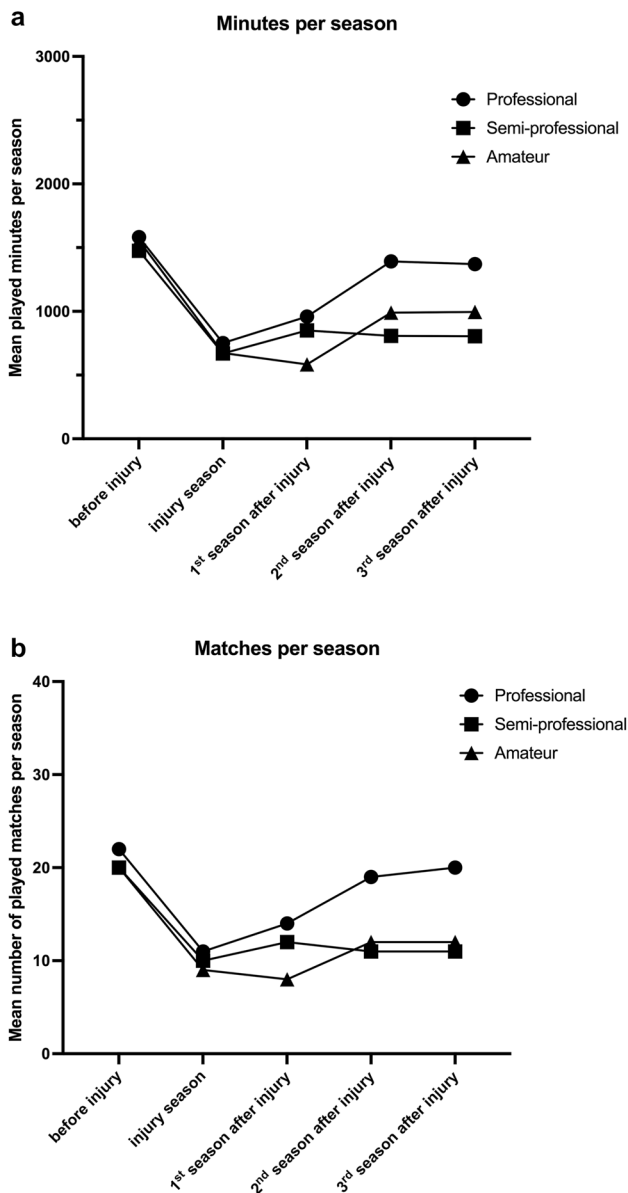 a
Minutes per season
Mean played minutes per season
3000
2000
1000
0
Professional
Semi-professional
Amateur
before injury
injury season
1st season after injury
2nd season after injury
3rd season after injury
b
Matches per season
Mean number of played matches per season
40
30
20
10
0
Professional
Semi-professional
Amateur
before injury
injury season
1st season after injury
2nd season after injury
3rd season after injury